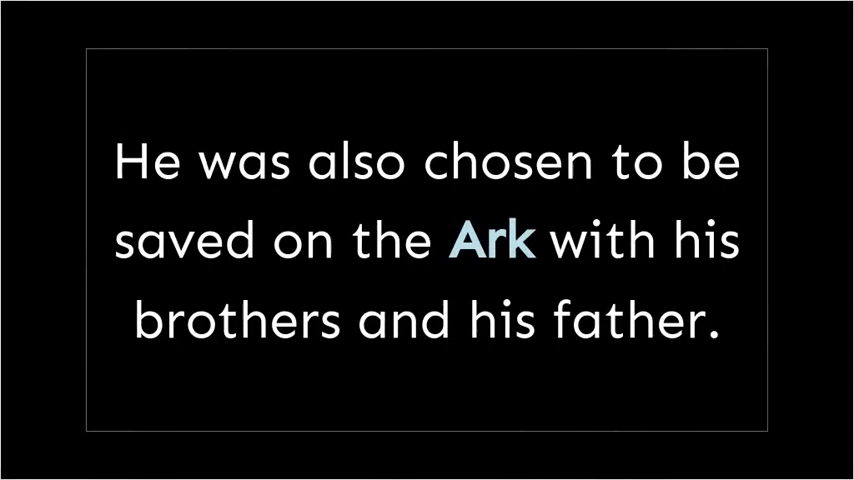 He was also chosen to be
saved on the Ark with his
brothers and his father.